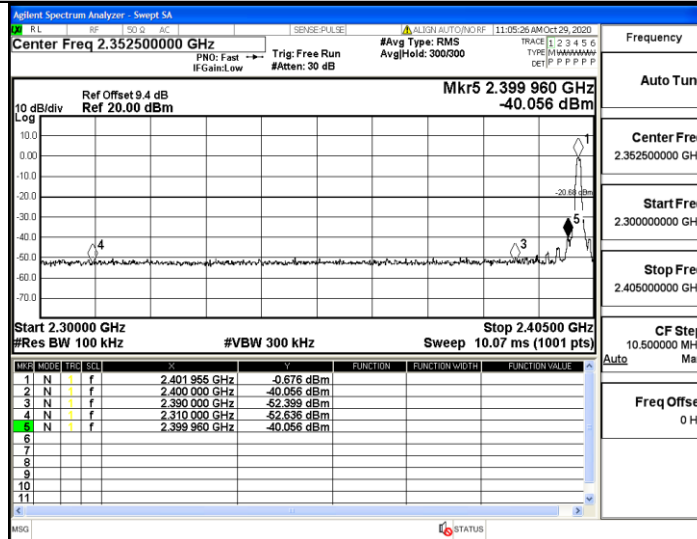 Agilent Spectrum Analyzer - Swept SA
RL RF 50 Ω AC SENSE:PULSE ALIGN AUTO/NO RF 11:05:26 AM Oct 29, 2020
Center Freq 2.352500000 GHz
PNO: Fast
IFGain:Low
Trig: Free Run
#Atten: 30 dB
#Avg Type: RMS
Avg|Hold: 300/300
TRACE 1 2 3 4 5 6
TYPE M
DET P P P P P P
Ref Offset 9.4 dB
10 dB/div Ref 20.00 dBm
Log
Mkr5 2.399 960 GHz
-40.056 dBm
10.0
0.00
-10.0
-20.0
-30.0
-40.0
-50.0
-60.0
-70.0
1
5
3
4
Start 2.30000 GHz Stop 2.40500 GHz
#Res BW 100 kHz #VBW 300 kHz Sweep 10.07 ms (1001 pts)
MKR MODE TRC SCL X Y FUNCTION FUNCTION WIDTH FUNCTION VALUE
1 N 1 f 2.401 955 GHz -0.676 dBm
2 N 1 f 2.400 000 GHz -40.056 dBm
3 N 1 f 2.390 000 GHz -52.399 dBm
4 N 1 f 2.310 000 GHz -52.636 dBm
5 N 1 f 2.399 960 GHz -40.056 dBm
6
7
8
9
10
11
MSG STATUS
Frequency
Auto Tun
Center Fre
2.352500000 GH
Start Fre
2.300000000 GH
Stop Fre
2.405000000 GH
CF Step
10.500000 MH
Auto Ma
Freq Offse
0 H